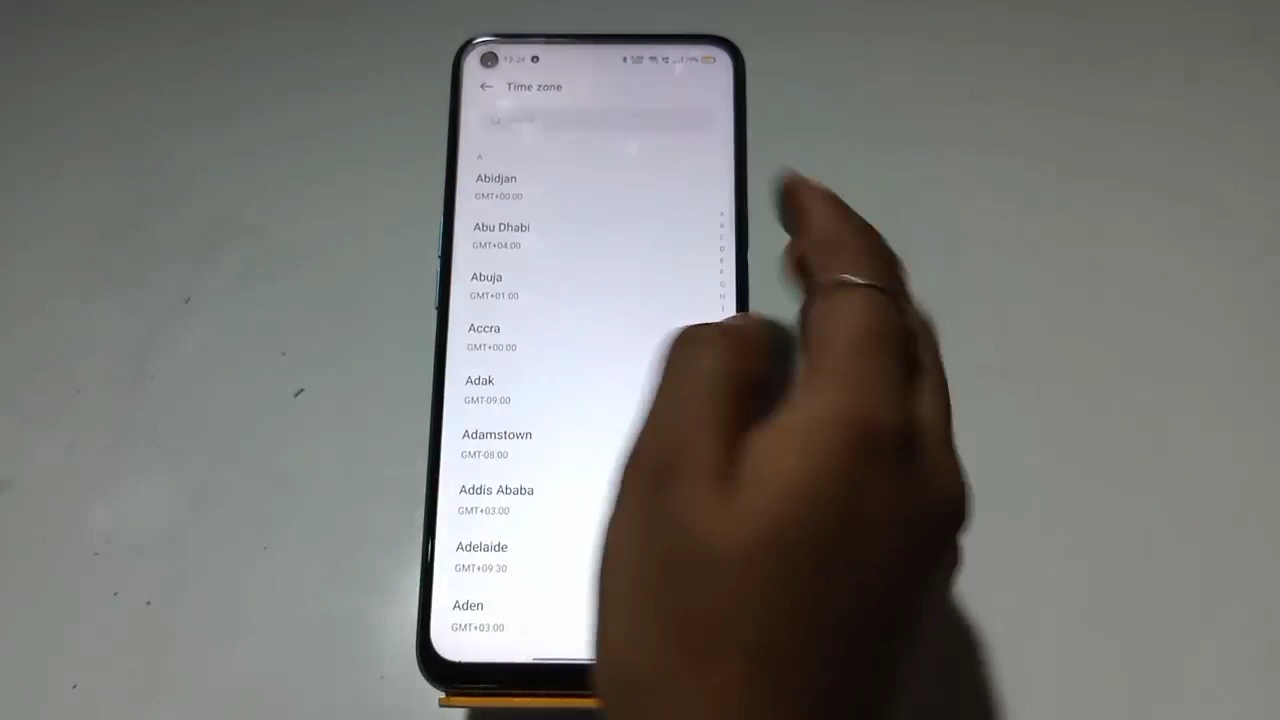 12:26
Time zone
A
Abidjan
GMT+00:00
Abu Dhabi
GMT+04:00
Abuja
GMT+01:00
Accra
GMT+00:00
Adak
GMT-09:00
Adamstown
GMT-08:00
Addis Ababa
GMT+03:00
Adelaide
GMT+09:30
Aden
GMT+03:00
A
B
C
D
E
F
G
H
I